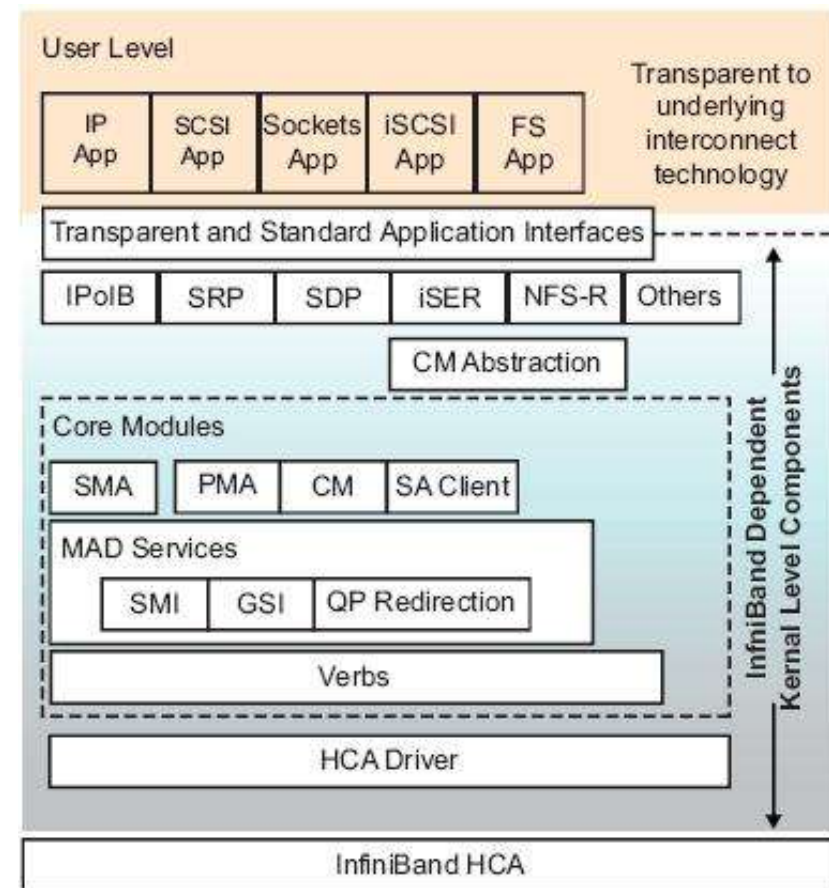 User Level
Transparent to
underlying
interconnect
technology
IP
App
SCSI
App
Sockets
App
iSCSI
App
FS
App
Transparent and Standard Application Interfaces
IPoIB
SRP
SDP
iSER
NFS-R
Others
CM Abstraction
Core Modules
SMA
PMA
CM
SA Client
MAD Services
SMI
GSI
QP Redirection
Verbs
HCA Driver
InfniBand Dependent
Kernal Level Components
InfiniBand HCA